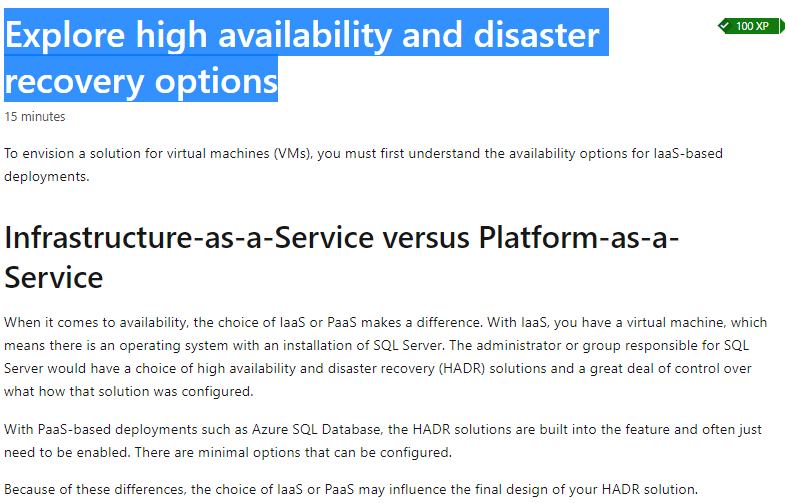 Explore high availability and disaster
recovery options
100 XP
15 minutes
To envision a solution for virtual machines (VMs), you must first understand the availability options for IaaS-based
deployments.
Infrastructure-as-a-Service versus Platform-as-a-
Service
When it comes to availability, the choice of IaaS or PaaS makes a difference. With IaaS, you have a virtual machine, which
means there is an operating system with an installation of SQL Server. The administrator or group responsible for SQL
Server would have a choice of high availability and disaster recovery (HADR) solutions and a great deal of control over
what how that solution was configured.
With PaaS-based deployments such as Azure SQL Database, the HADR solutions are built into the feature and often just
need to be enabled. There are minimal options that can be configured.
Because of these differences, the choice of IaaS or PaaS may influence the final design of your HADR solution.